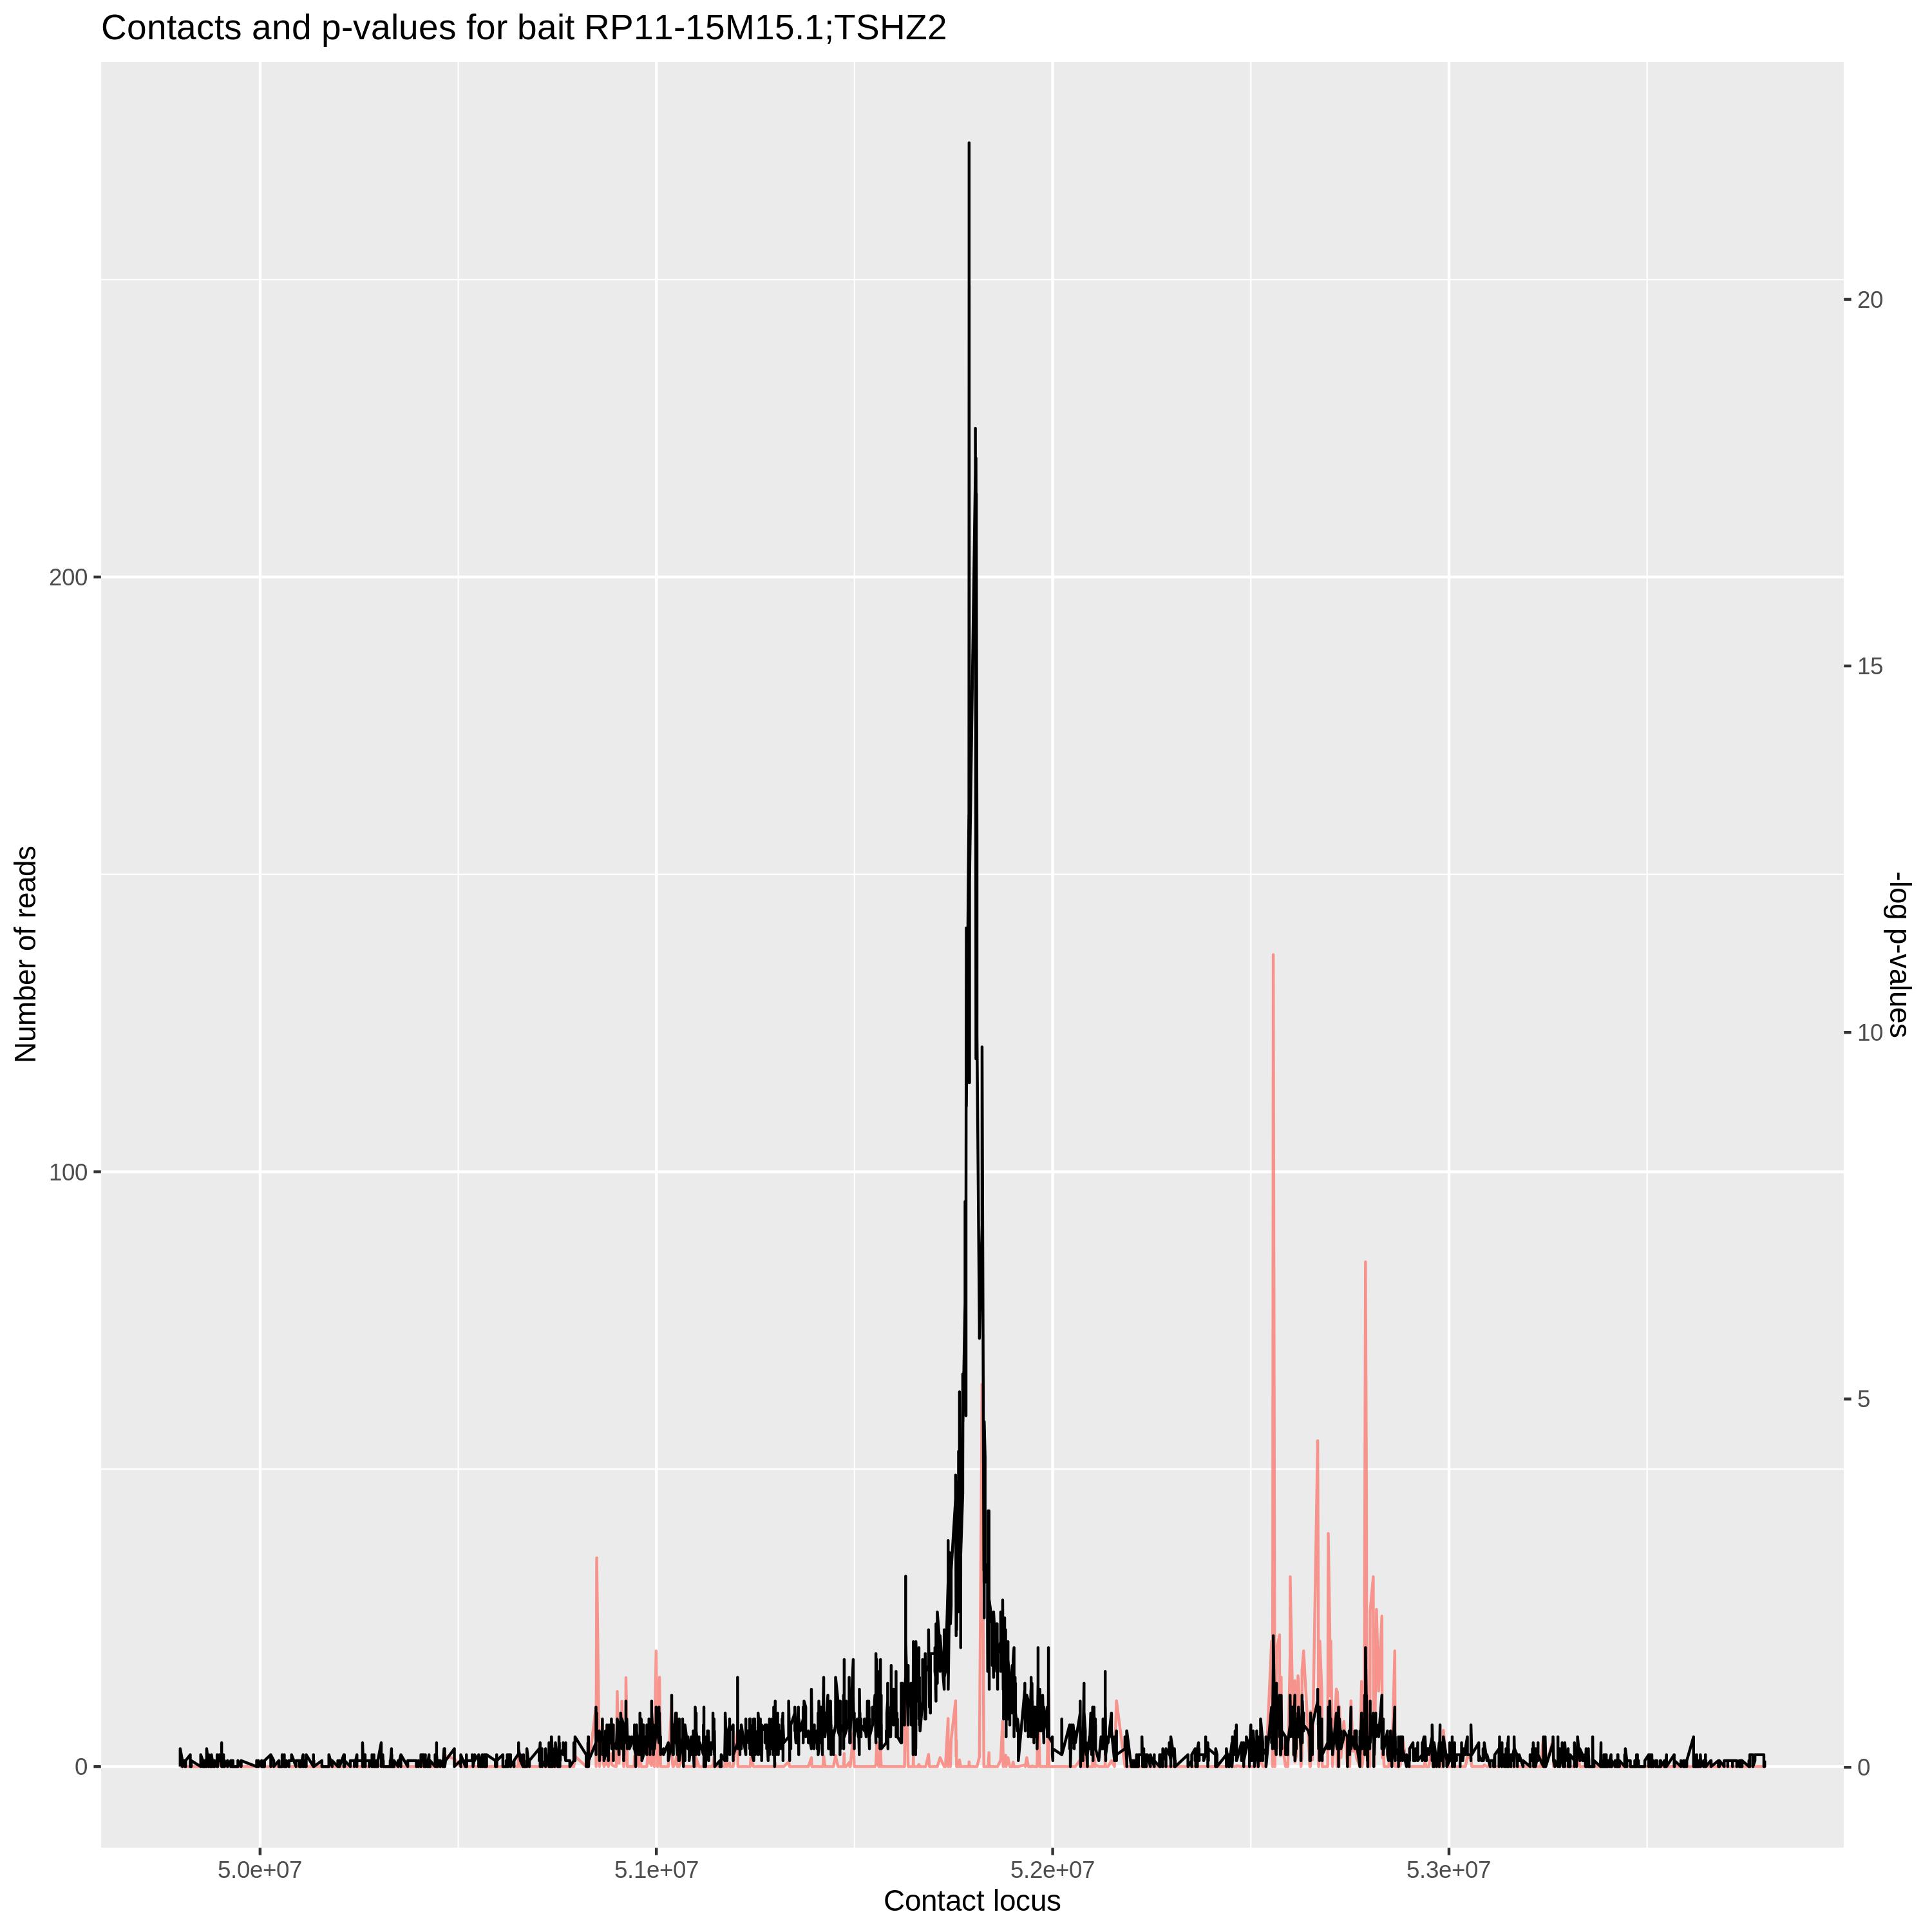 Contacts and p-values for bait RP11-15M15.1;TSHZ2
Number of reads
200
100
0
20
15
10
5
0
-log p-values
5.0e+07 5.1e+07 5.2e+07 5.3e+07
Contact locus